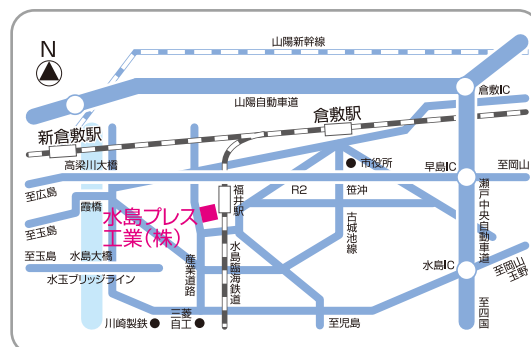 N
山陽新幹線
山陽自動車道
倉敷IC
新倉敷駅
倉敷駅
高梁川大橋
市役所
早島IC
至岡山
至広島
霞橋
福井駅
R2
笹沖
瀬戸中央自動車道
水島プレス
工業(株)
至玉島
古城池線
至玉島
水島大橋
産業道路
水島臨海鉄道
水島IC
至岡山
玉野
水玉ブリッジライン
川崎製鉄
三菱
自工
至児島
至四国